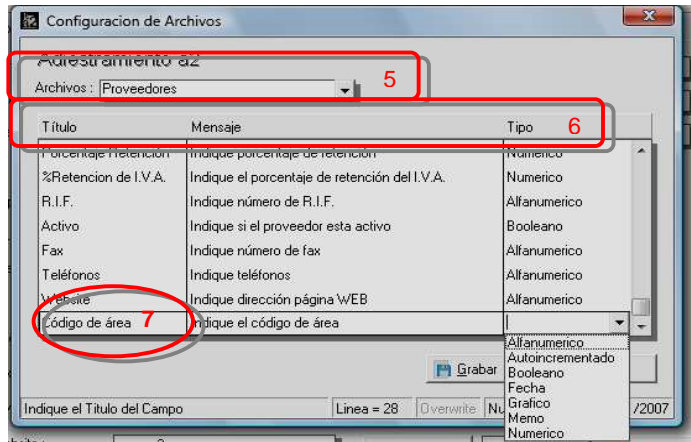 Configuracion de Archivos
Adiestramiento a2
Archivos : Proveedores
5
Título Mensaje Tipo 6
Porcentaje Retención Indique porcentaje de retención Numerico
%Retencion de I.V.A. Indique el porcentaje de retención del I.V.A. Numerico
R.I.F. Indique número de R.I.F. Alfanumerico
Activo Indique si el proveedor esta activo Booleano
Fax Indique número de fax Alfanumerico
Teléfonos Indique teléfonos Alfanumerico
Website Indique dirección página WEB Alfanumerico
Código de área 7 Indique el código de área
Alfanumerico
Autoincrementado
Booleano
Fecha
Grafico
Memo
Numerico
Grabar
Indique el Titulo del Campo Linea = 28 Overwrite Nu /2007